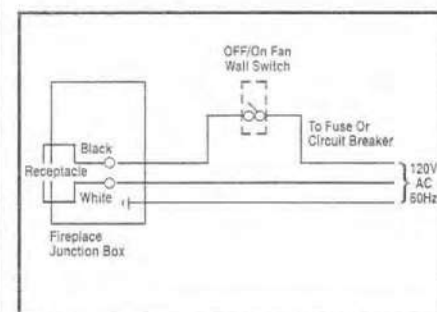 OFF/On Fan
Wall Switch
To Fuse Or
Circuit Breaker
Black
Receptacle
White
120V
AC
60Hz
Fireplace
Junction Box